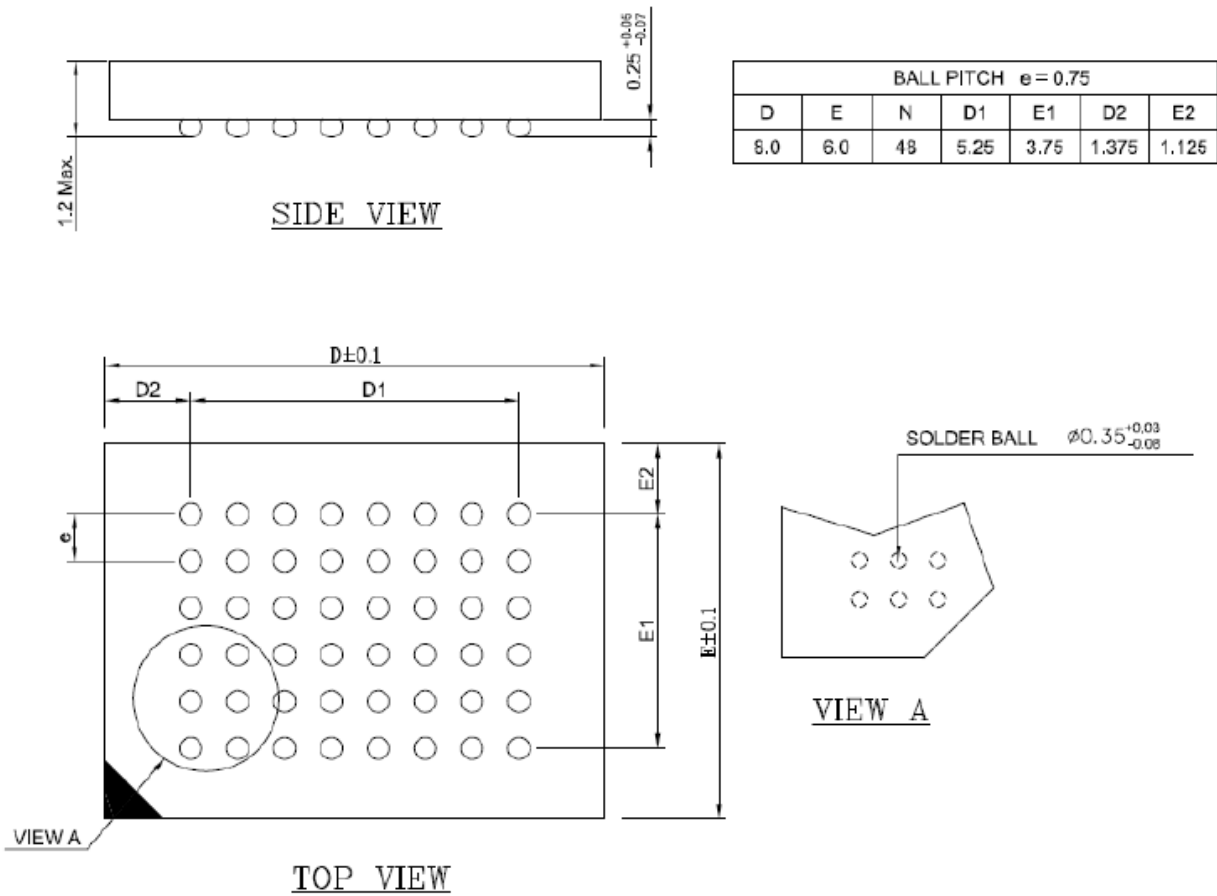 0.25 +0.05 -0.07
1.2 Max.
SIDE VIEW
BALL PITCH e = 0.75
D E N D1 E1 D2 E2
8.0 6.0 48 5.25 3.75 1.375 1.125
D±0.1
D2 D1
e
E2
E1
E±0.1
VIEW A
TOP VIEW
SOLDER BALL ⌀0.35 +0.03 -0.08
VIEW A